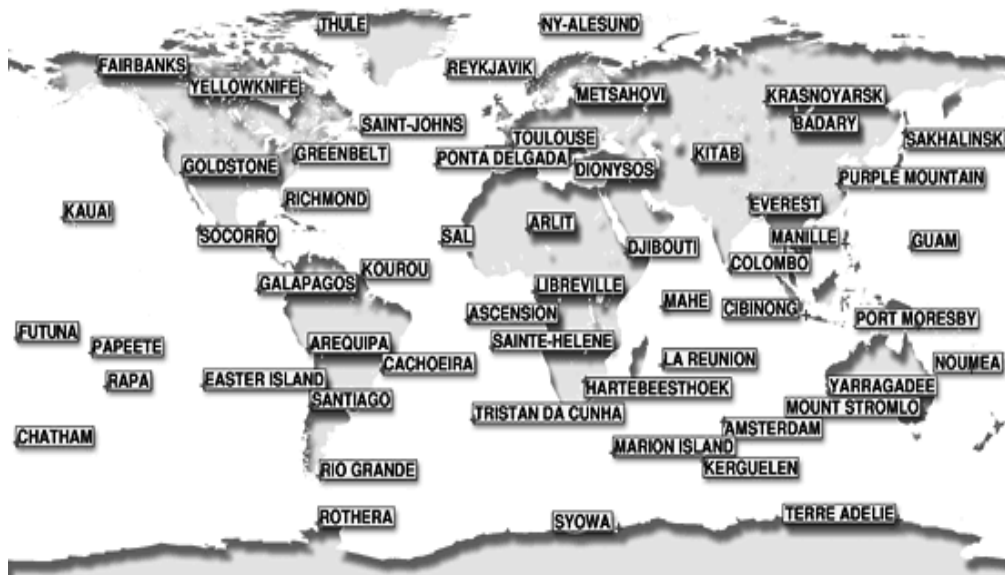 THULE
NY-ALESUND
FAIRBANKS
REYKJAVIK
YELLOWKNIFE
METSAHOVI
KRASNOYARSK
SAINT-JOHNS
BADARY
TOULOUSE
SAKHALINSK
GREENBELT
PONTA DELGADA
KITAB
GOLDSTONE
DIONYSOS
PURPLE MOUNTAIN
RICHMOND
EVEREST
KAUAI
ARLIT
SOCORRO
SAL
MANILLE
GUAM
DJIBOUTI
COLOMBO
KOUROU
GALAPAGOS
LIBREVILLE
MAHE
CIBINONG
ASCENSION
PORT MORESBY
FUTUNA
PAPEETE
AREQUIPA
SAINTE-HELENE
CACHOEIRA
LA REUNION
NOUMEA
RAPA
EASTER ISLAND
HARTEBEESTHOEK
YARRAGADEE
SANTIAGO
MOUNT STROMLO
TRISTAN DA CUNHA
AMSTERDAM
CHATHAM
MARION ISLAND
KERGUELEN
RIO GRANDE
ROTHERA
SYOWA
TERRE ADELIE